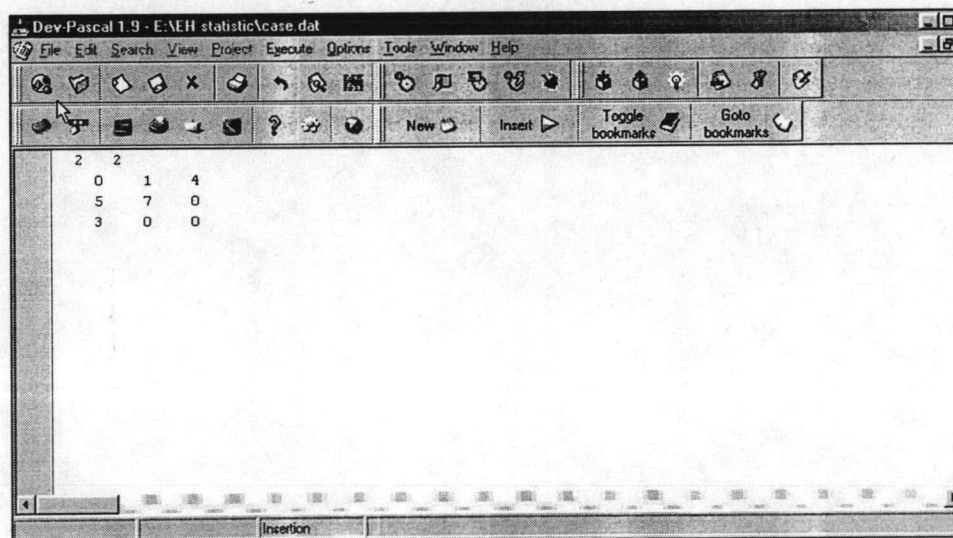 Dev-Pascal 1.9 - E:\EH statistic\case.dat
File Edit Search View Project Execute Options Tools Window Help
New Insert Toggle bookmarks Goto bookmarks
2 2
0 1 4
5 7 0
3 0 0
Insertion